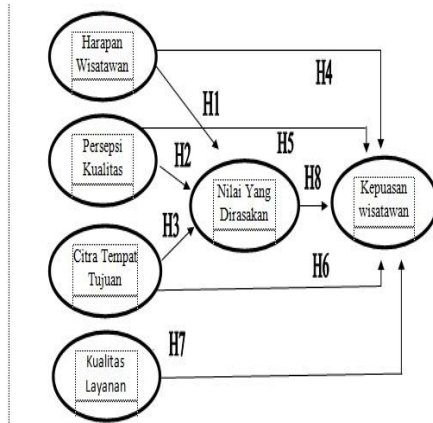 Harapan
Wisatawan
H4
H1
Persepsi
Kualitas
H5
H2
Nilai Yang
Dirasakan
H8
Kepuasan
wisatawan
H3
Citra Tempat
Tujuan
H6
H7
Kualitas
Layanan